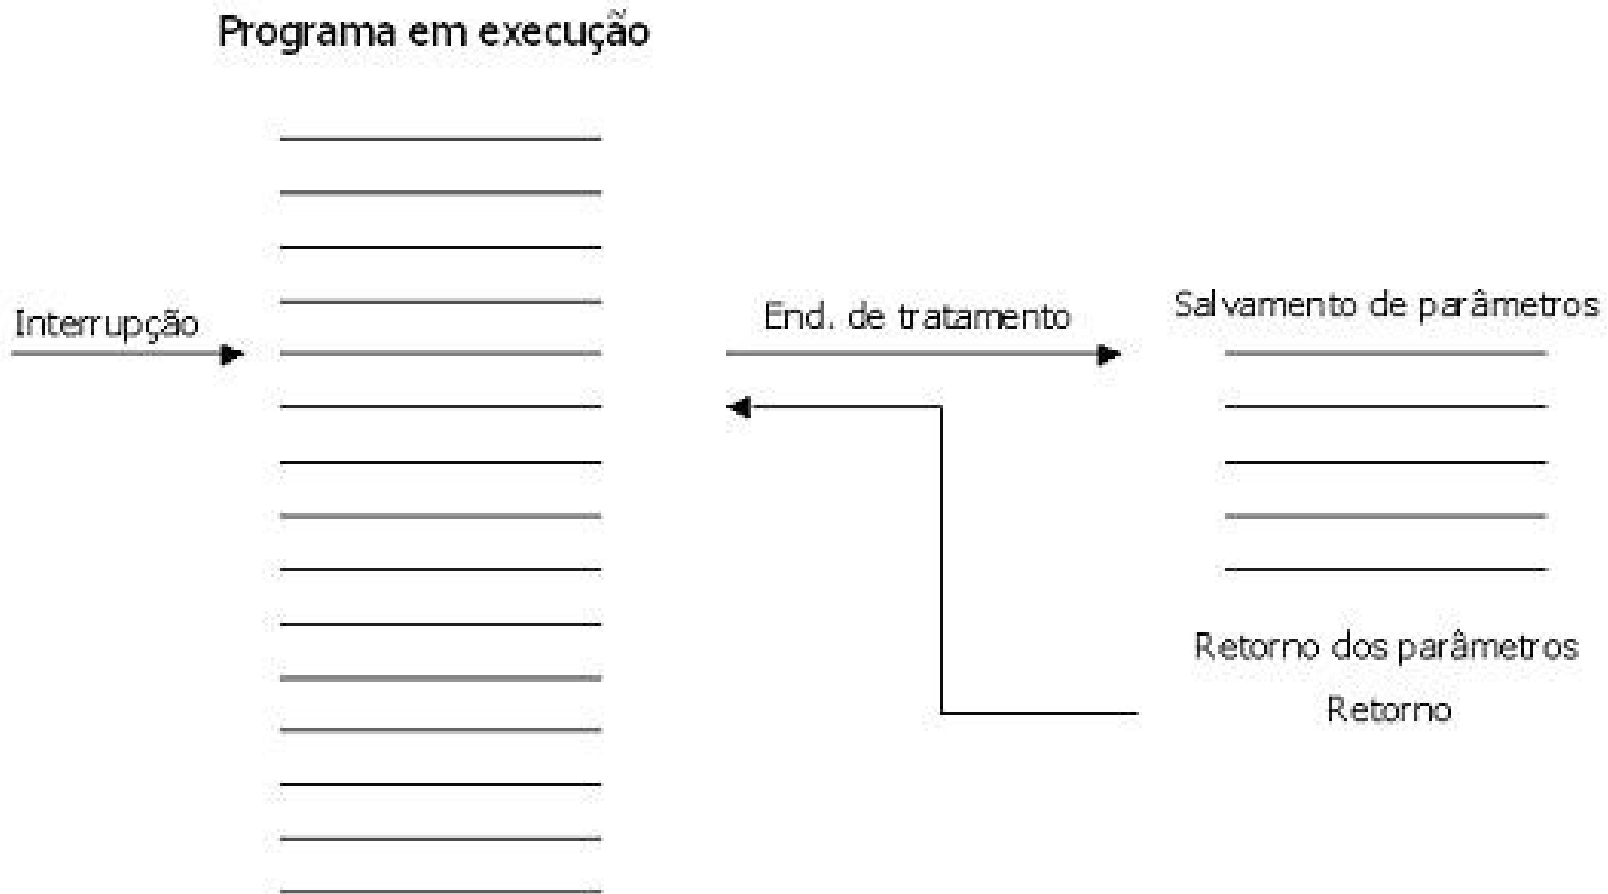 Programa em execução
Interrupção
End. de tratamento
Salvamento de parâmetros
Retorno dos parâmetros
Retorno